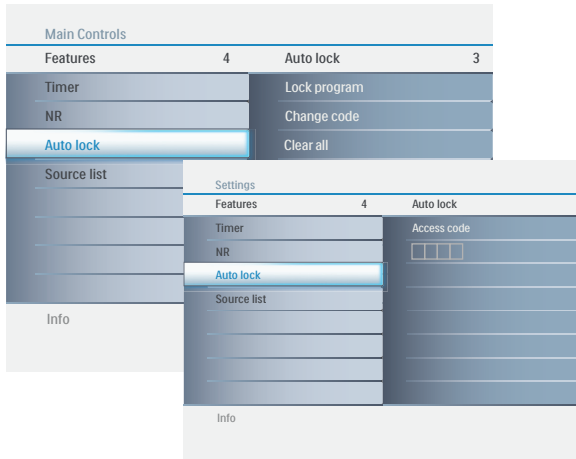 Main Controls
Features 4 Auto lock 3
Timer Lock program
NR Change code
Auto lock Clear all
Source list
Info
Settings
Features 4 Auto lock
Timer Access code
NR
Auto lock
Source list
Info